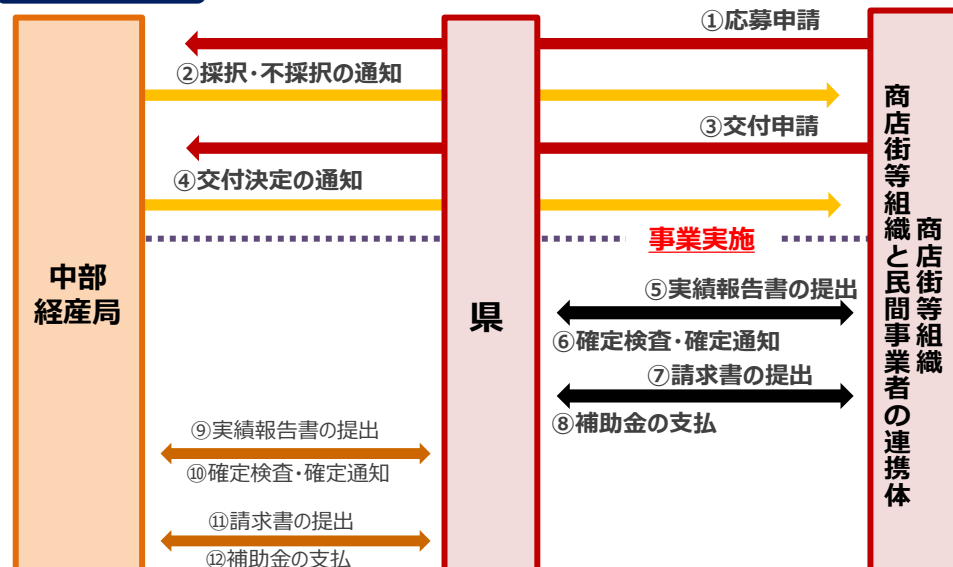 ①応募申請
②採択・不採択の通知
③交付申請
④交付決定の通知
事業実施
中部
経産局
県
商店街等組織
商店街等組織と民間事業者の連携体
⑤実績報告書の提出
⑥確定検査・確定通知
⑦請求書の提出
⑧補助金の支払
⑨実績報告書の提出
⑩確定検査・確定通知
⑪請求書の提出
⑫補助金の支払